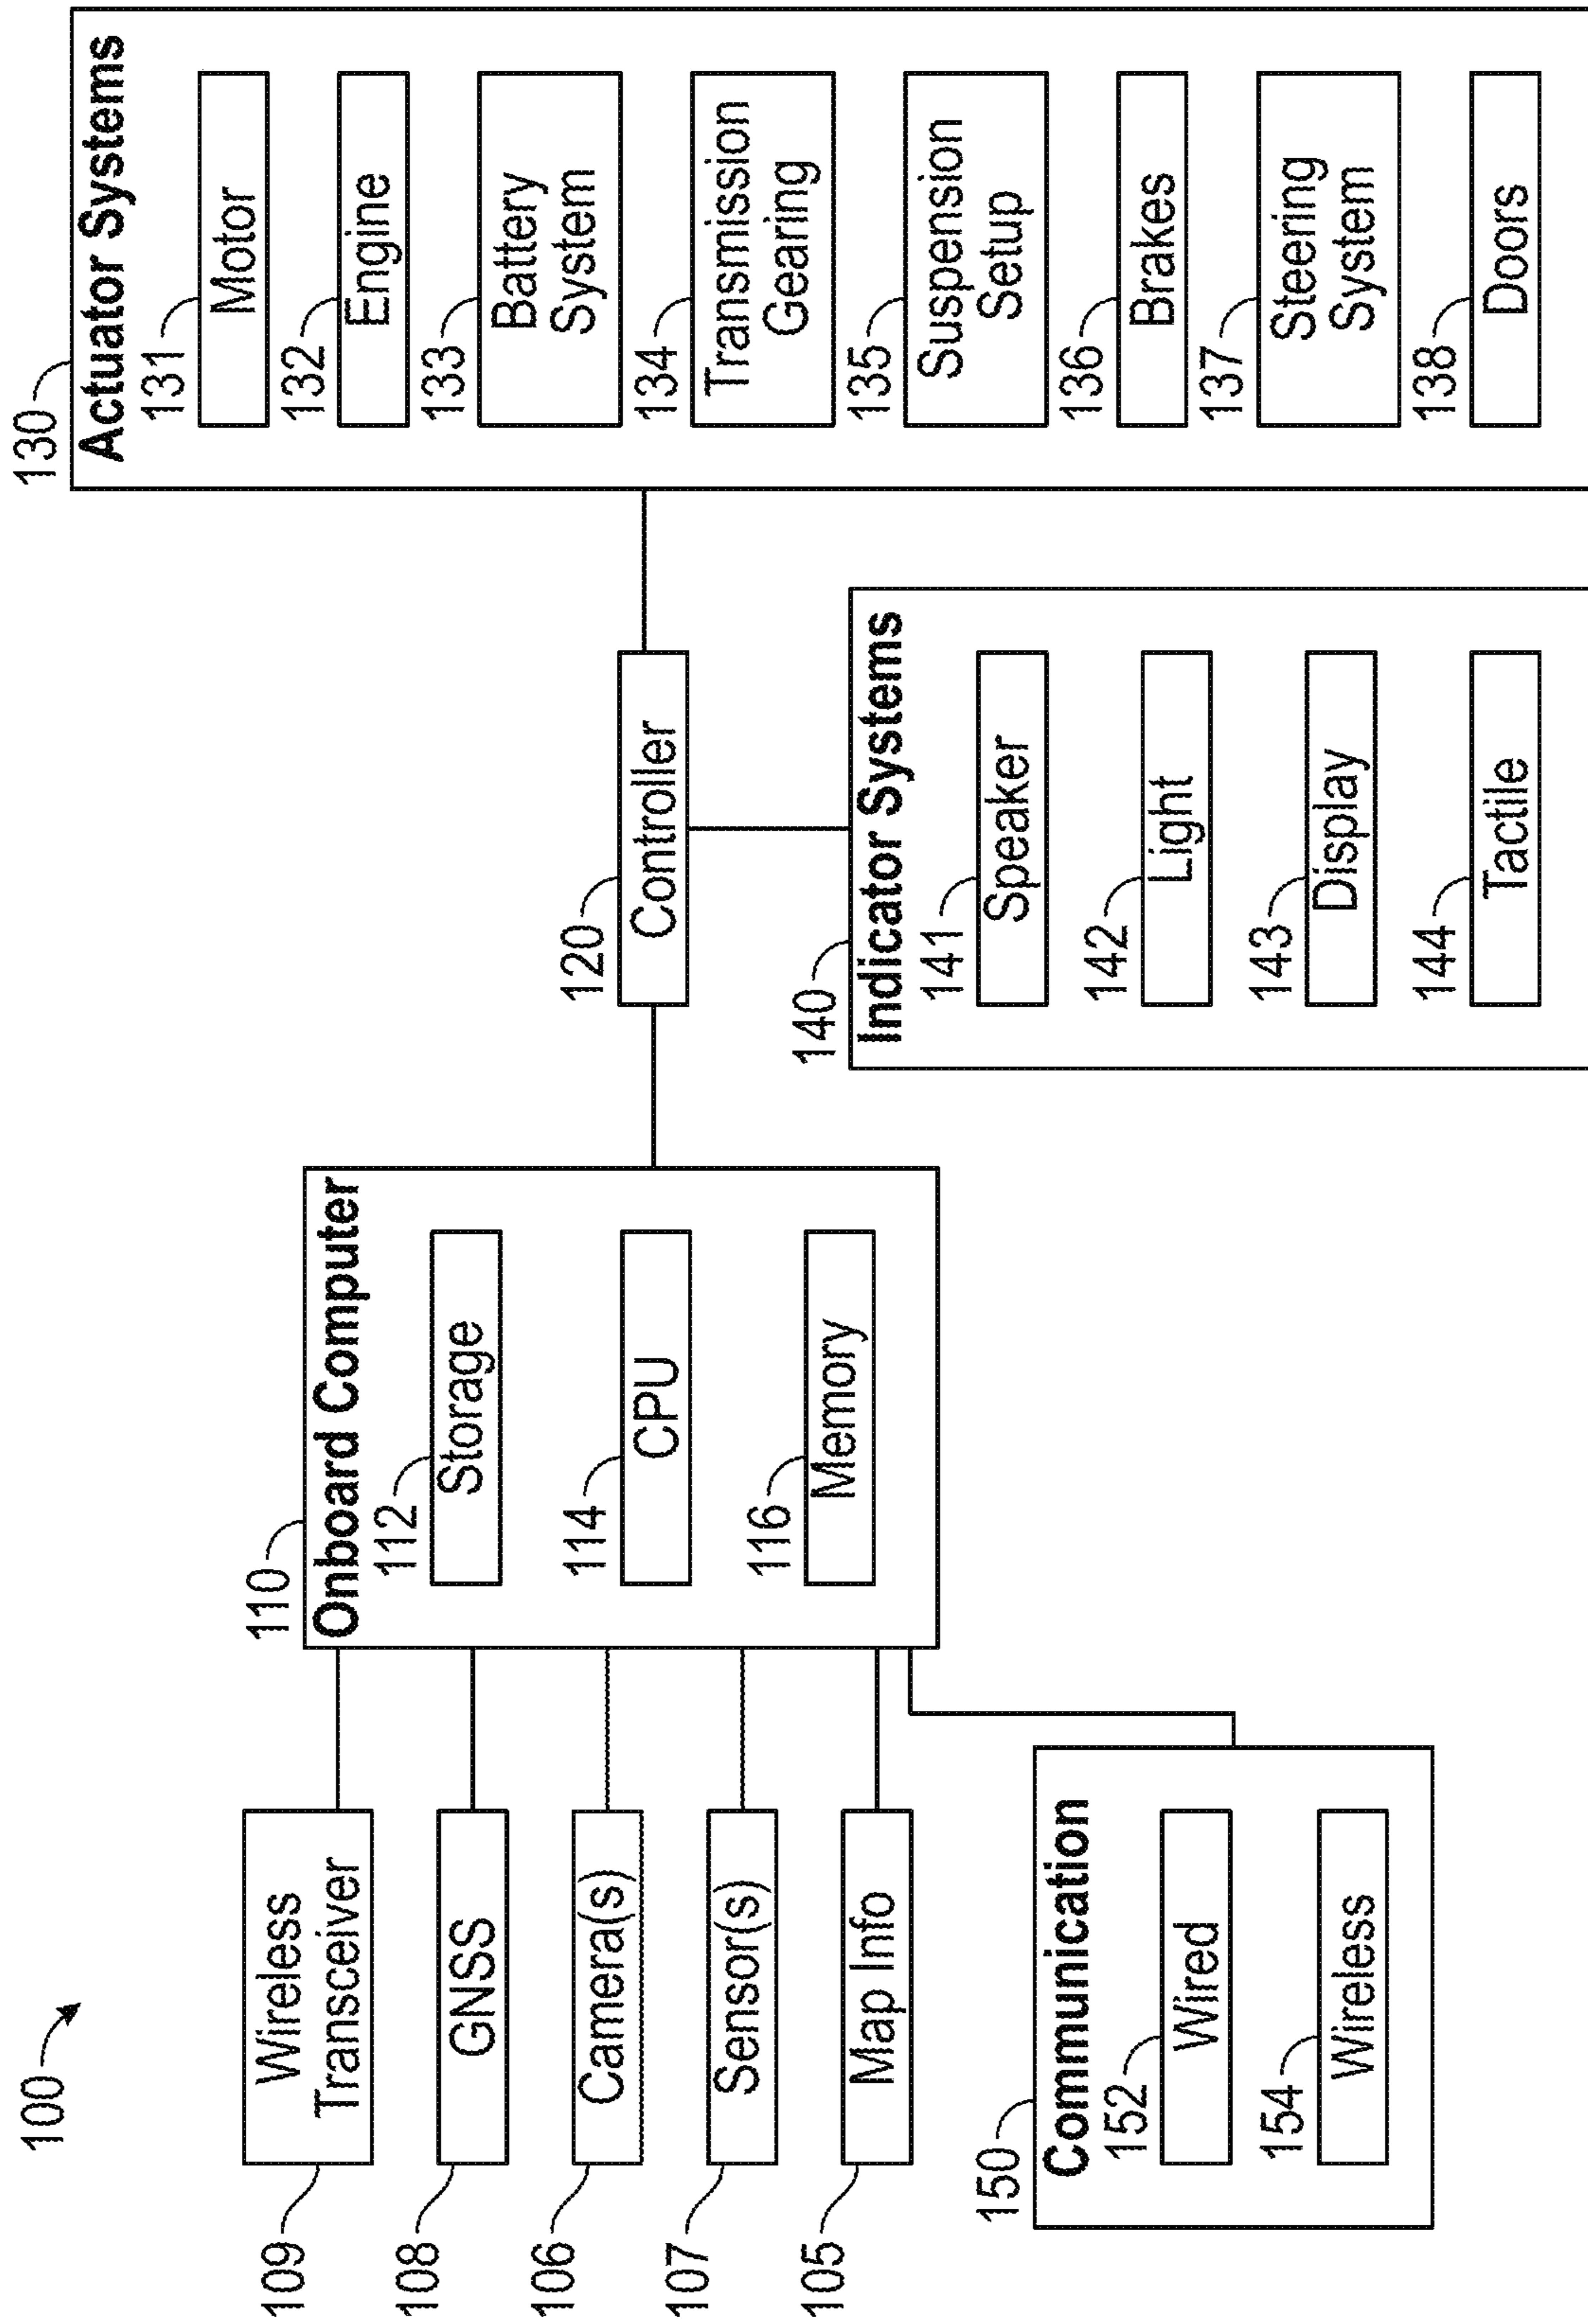 100
109
Wireless
Transceiver
108
GNSS
106
Camera(s)
107
Sensor(s)
105
Map Info
150
Communication
152
Wired
154
Wireless
110
Onboard Computer
112
Storage
114
CPU
116
Memory
120
Controller
140
Indicator Systems
141
Speaker
142
Light
143
Display
144
Tactile
130
Actuator Systems
131
Motor
132
Engine
133
Battery
System
134
Transmission
Gearing
135
Suspension
Setup
136
Brakes
137
Steering
System
138
Doors